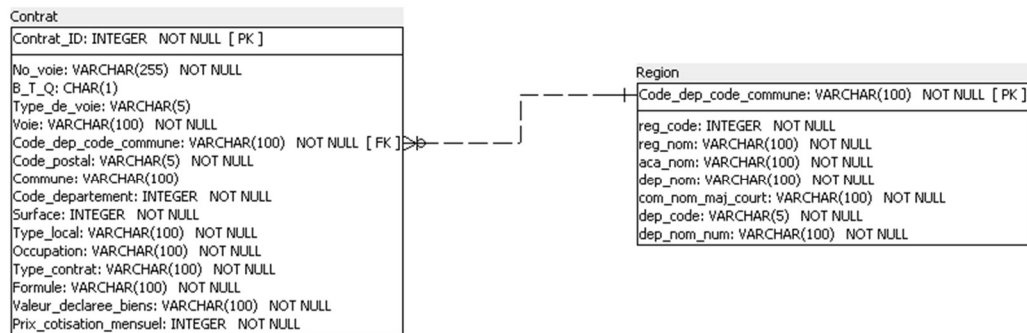 Contrat
Contrat_ID: INTEGER NOT NULL [ PK ]
No_voie: VARCHAR(255) NOT NULL
B_T_Q: CHAR(1)
Type_de_voie: VARCHAR(5)
Voie: VARCHAR(100) NOT NULL
Code_dep_code_commune: VARCHAR(100) NOT NULL [ FK ]
Code_postal: VARCHAR(5) NOT NULL
Commune: VARCHAR(100)
Code_departement: INTEGER NOT NULL
Surface: INTEGER NOT NULL
Type_local: VARCHAR(100) NOT NULL
Occupation: VARCHAR(100) NOT NULL
Type_contrat: VARCHAR(100) NOT NULL
Formule: VARCHAR(100) NOT NULL
Valeur_declaree_biens: VARCHAR(100) NOT NULL
Prix_cotisation_mensuel: INTEGER NOT NULL
Region
Code_dep_code_commune: VARCHAR(100) NOT NULL [ PK ]
reg_code: INTEGER NOT NULL
reg_nom: VARCHAR(100) NOT NULL
aca_nom: VARCHAR(100) NOT NULL
dep_nom: VARCHAR(100) NOT NULL
com_nom_maj_court: VARCHAR(100) NOT NULL
dep_code: VARCHAR(5) NOT NULL
dep_nom_num: VARCHAR(100) NOT NULL